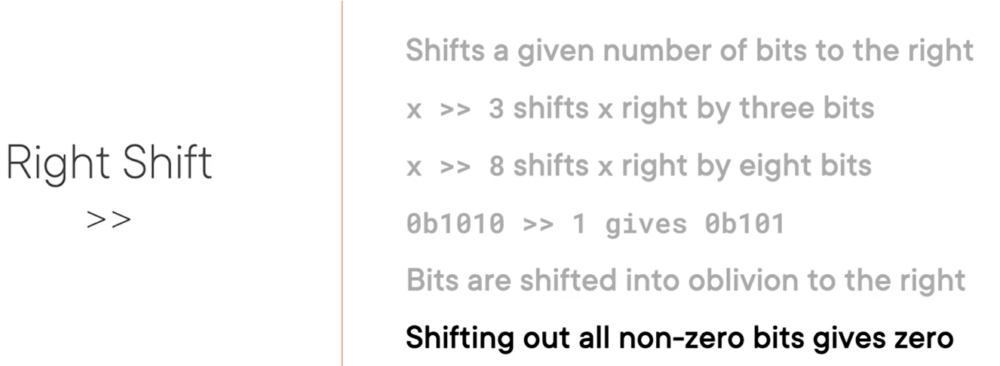 Right Shift
>>
Shifts a given number of bits to the right
x >> 3 shifts x right by three bits
x >> 8 shifts x right by eight bits
0b1010 >> 1 gives 0b101
Bits are shifted into oblivion to the right
Shifting out all non-zero bits gives zero